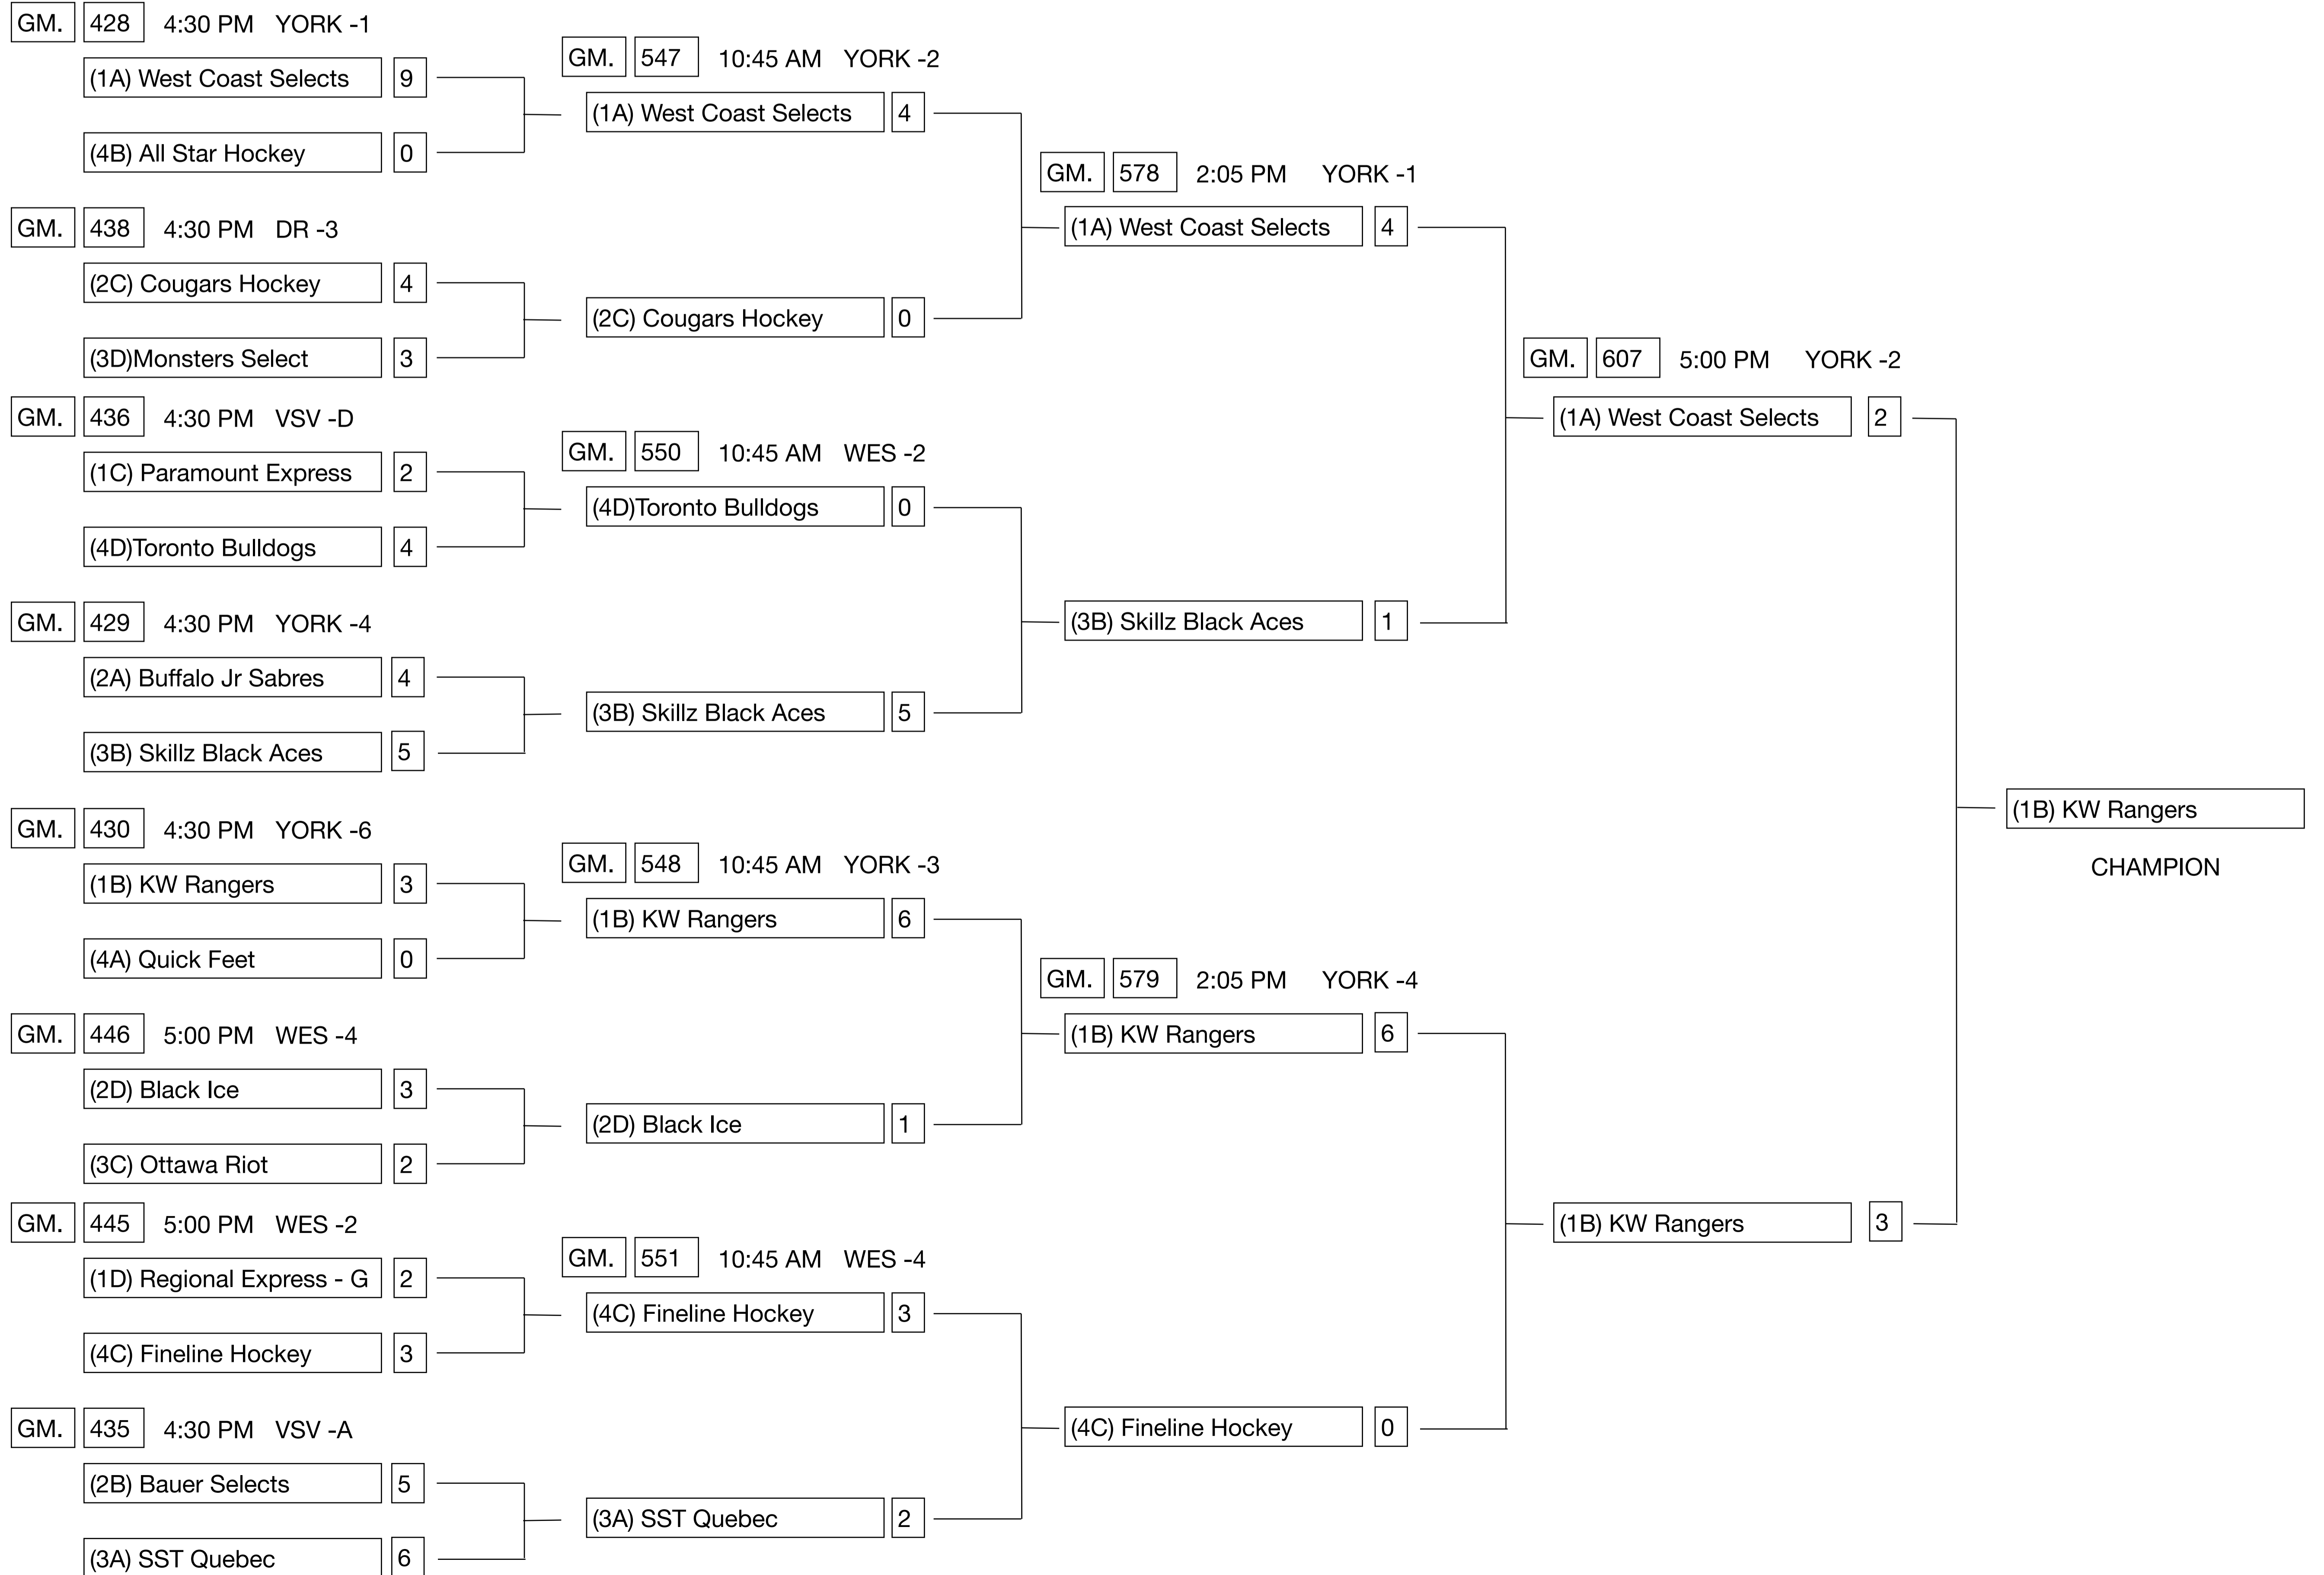 GM. 428 4:30 PM YORK -1
(1A) West Coast Selects 9
(4B) All Star Hockey 0
GM. 438 4:30 PM DR -3
(2C) Cougars Hockey 4
(3D)Monsters Select 3
GM. 436 4:30 PM VSV -D
(1C) Paramount Express 2
(4D)Toronto Bulldogs 4
GM. 429 4:30 PM YORK -4
(2A) Buffalo Jr Sabres 4
(3B) Skillz Black Aces 5
GM. 430 4:30 PM YORK -6
(1B) KW Rangers 3
(4A) Quick Feet 0
GM. 446 5:00 PM WES -4
(2D) Black Ice 3
(3C) Ottawa Riot 2
GM. 445 5:00 PM WES -2
(1D) Regional Express - G 2
(4C) Fineline Hockey 3
GM. 435 4:30 PM VSV -A
(2B) Bauer Selects 5
(3A) SST Quebec 6
GM. 547 10:45 AM YORK -2
(1A) West Coast Selects 4
(2C) Cougars Hockey 0
GM. 550 10:45 AM WES -2
(4D)Toronto Bulldogs 0
(3B) Skillz Black Aces 5
GM. 548 10:45 AM YORK -3
(1B) KW Rangers 6
(2D) Black Ice 1
GM. 551 10:45 AM WES -4
(4C) Fineline Hockey 3
(3A) SST Quebec 2
GM. 578 2:05 PM YORK -1
(1A) West Coast Selects 4
(3B) Skillz Black Aces 1
GM. 579 2:05 PM YORK -4
(1B) KW Rangers 6
(4C) Fineline Hockey 0
GM. 607 5:00 PM YORK -2
(1A) West Coast Selects 2
(1B) KW Rangers 3
(1B) KW Rangers
CHAMPION